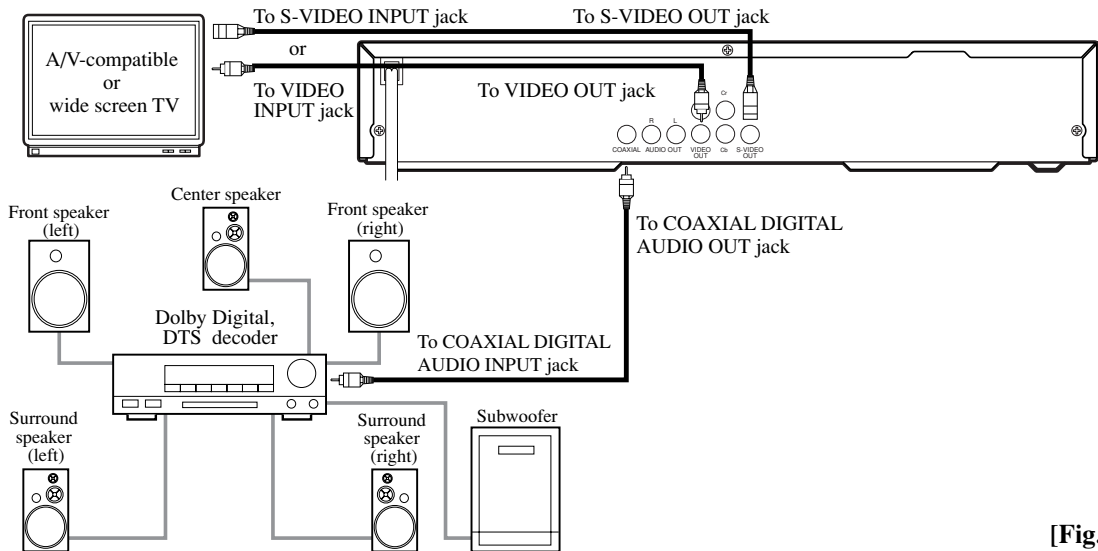 To S-VIDEO INPUT jack
To S-VIDEO OUT jack
A/V-compatible
or
wide screen TV
or
To VIDEO
INPUT jack
To VIDEO OUT jack
Cr
R
L
COAXIAL
AUDIO OUT
VIDEO
OUT
Cb
S-VIDEO
OUT
To COAXIAL DIGITAL
AUDIO OUT jack
Front speaker
(left)
Center speaker
Front speaker
(right)
Dolby Digital,
DTS decoder
To COAXIAL DIGITAL
AUDIO INPUT jack
Surround
speaker
(left)
Surround
speaker
(right)
Subwoofer
[Fig.